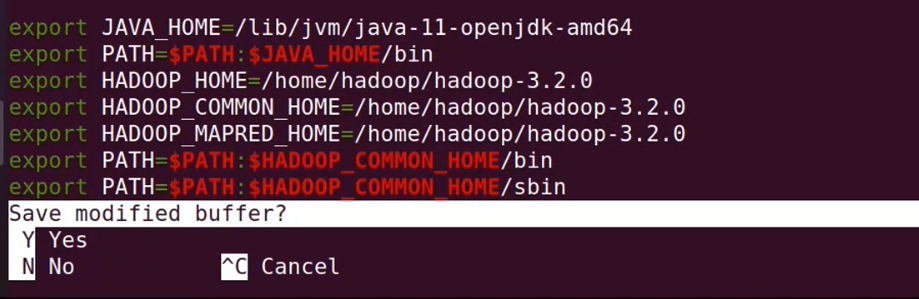 export JAVA_HOME=/lib/jvm/java-11-openjdk-amd64
export PATH=$PATH:$JAVA_HOME/bin
export HADOOP_HOME=/home/hadoop/hadoop-3.2.0
export HADOOP_COMMON_HOME=/home/hadoop/hadoop-3.2.0
export HADOOP_MAPRED_HOME=/home/hadoop/hadoop-3.2.0
export PATH=$PATH:$HADOOP_COMMON_HOME/bin
export PATH=$PATH:$HADOOP_COMMON_HOME/sbin
Save modified buffer?
Y Yes
N No ^C Cancel